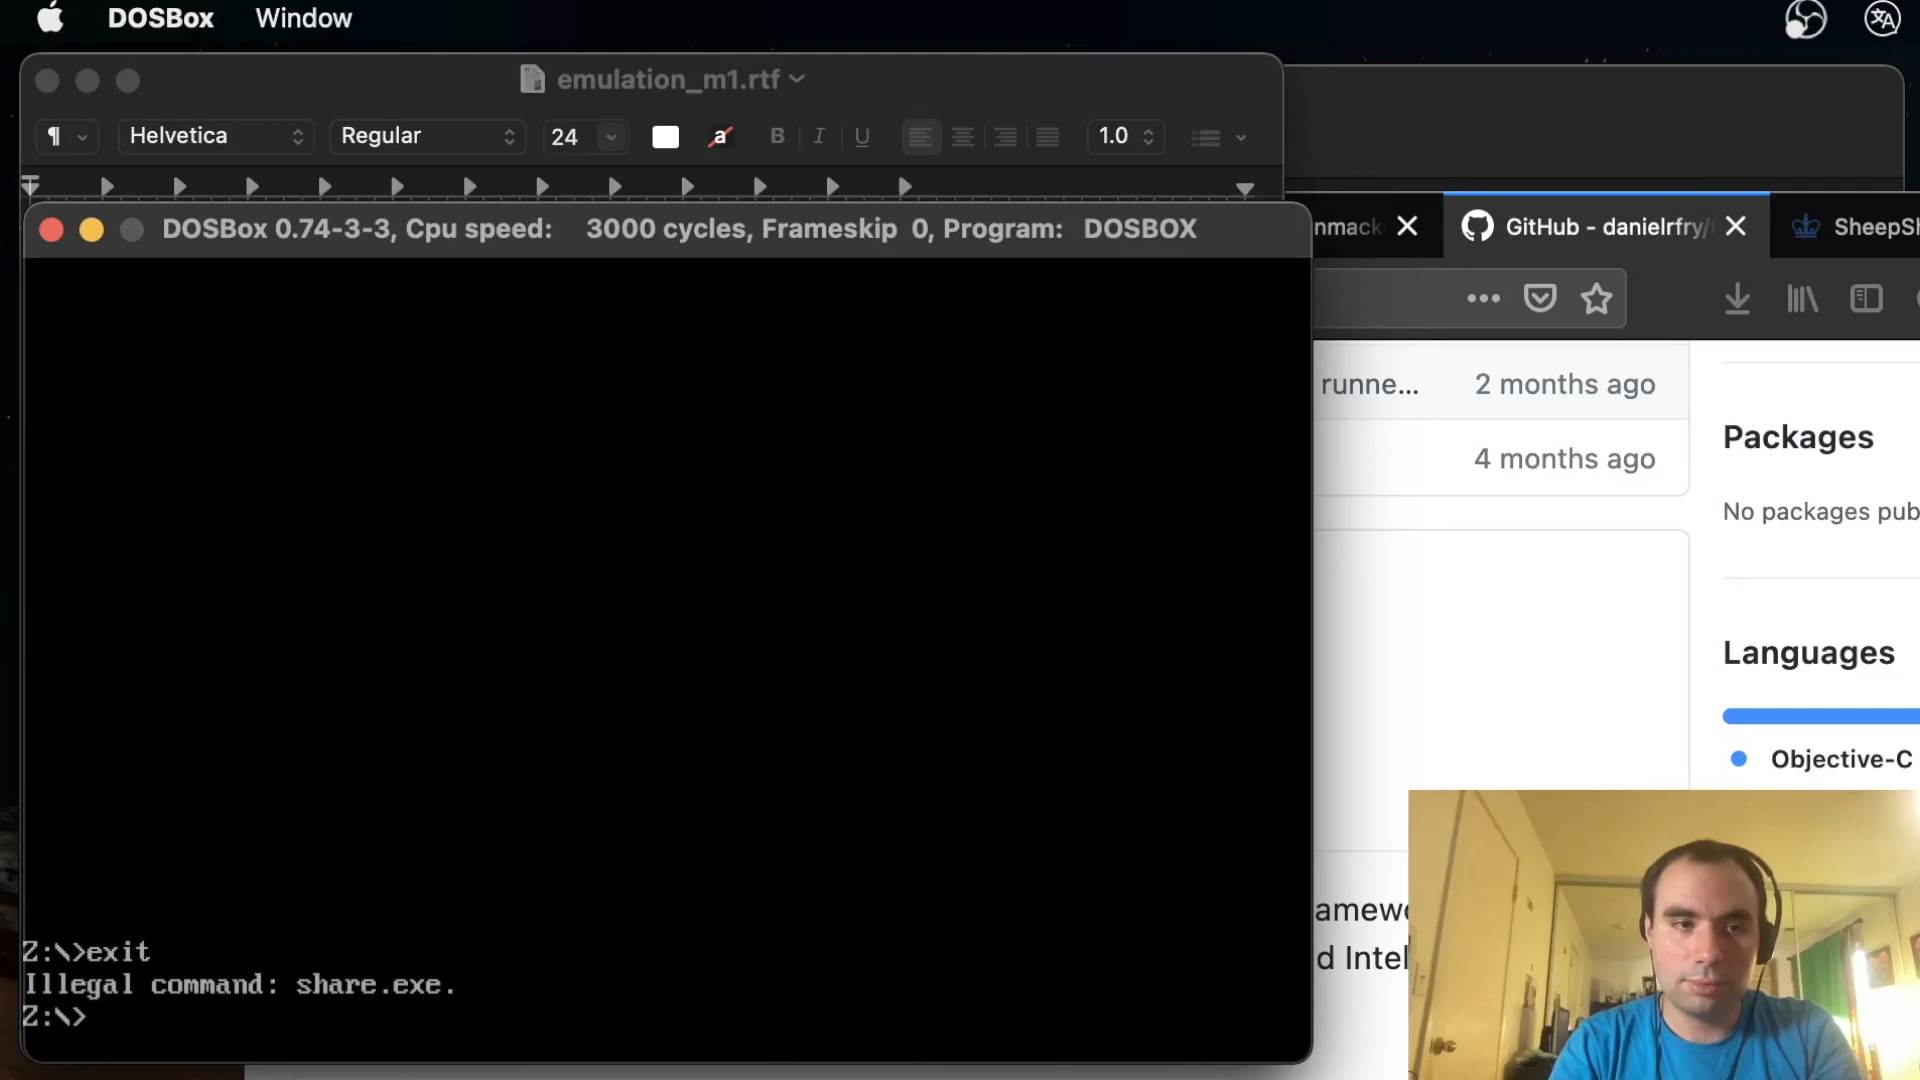 DOSBox Window
emulation_m1.rtf
¶ Helvetica Regular 24 a B I U 1.0
DOSBox 0.74-3-3, Cpu speed: 3000 cycles, Frameskip 0, Program: DOSBOX
nmack
GitHub - danielrfry/
SheepSh
runne... 2 months ago
4 months ago
Packages
No packages pub
Languages
Objective-C
amewo
d Intel
Z:\>exit
Illegal command: share.exe.
Z:\>